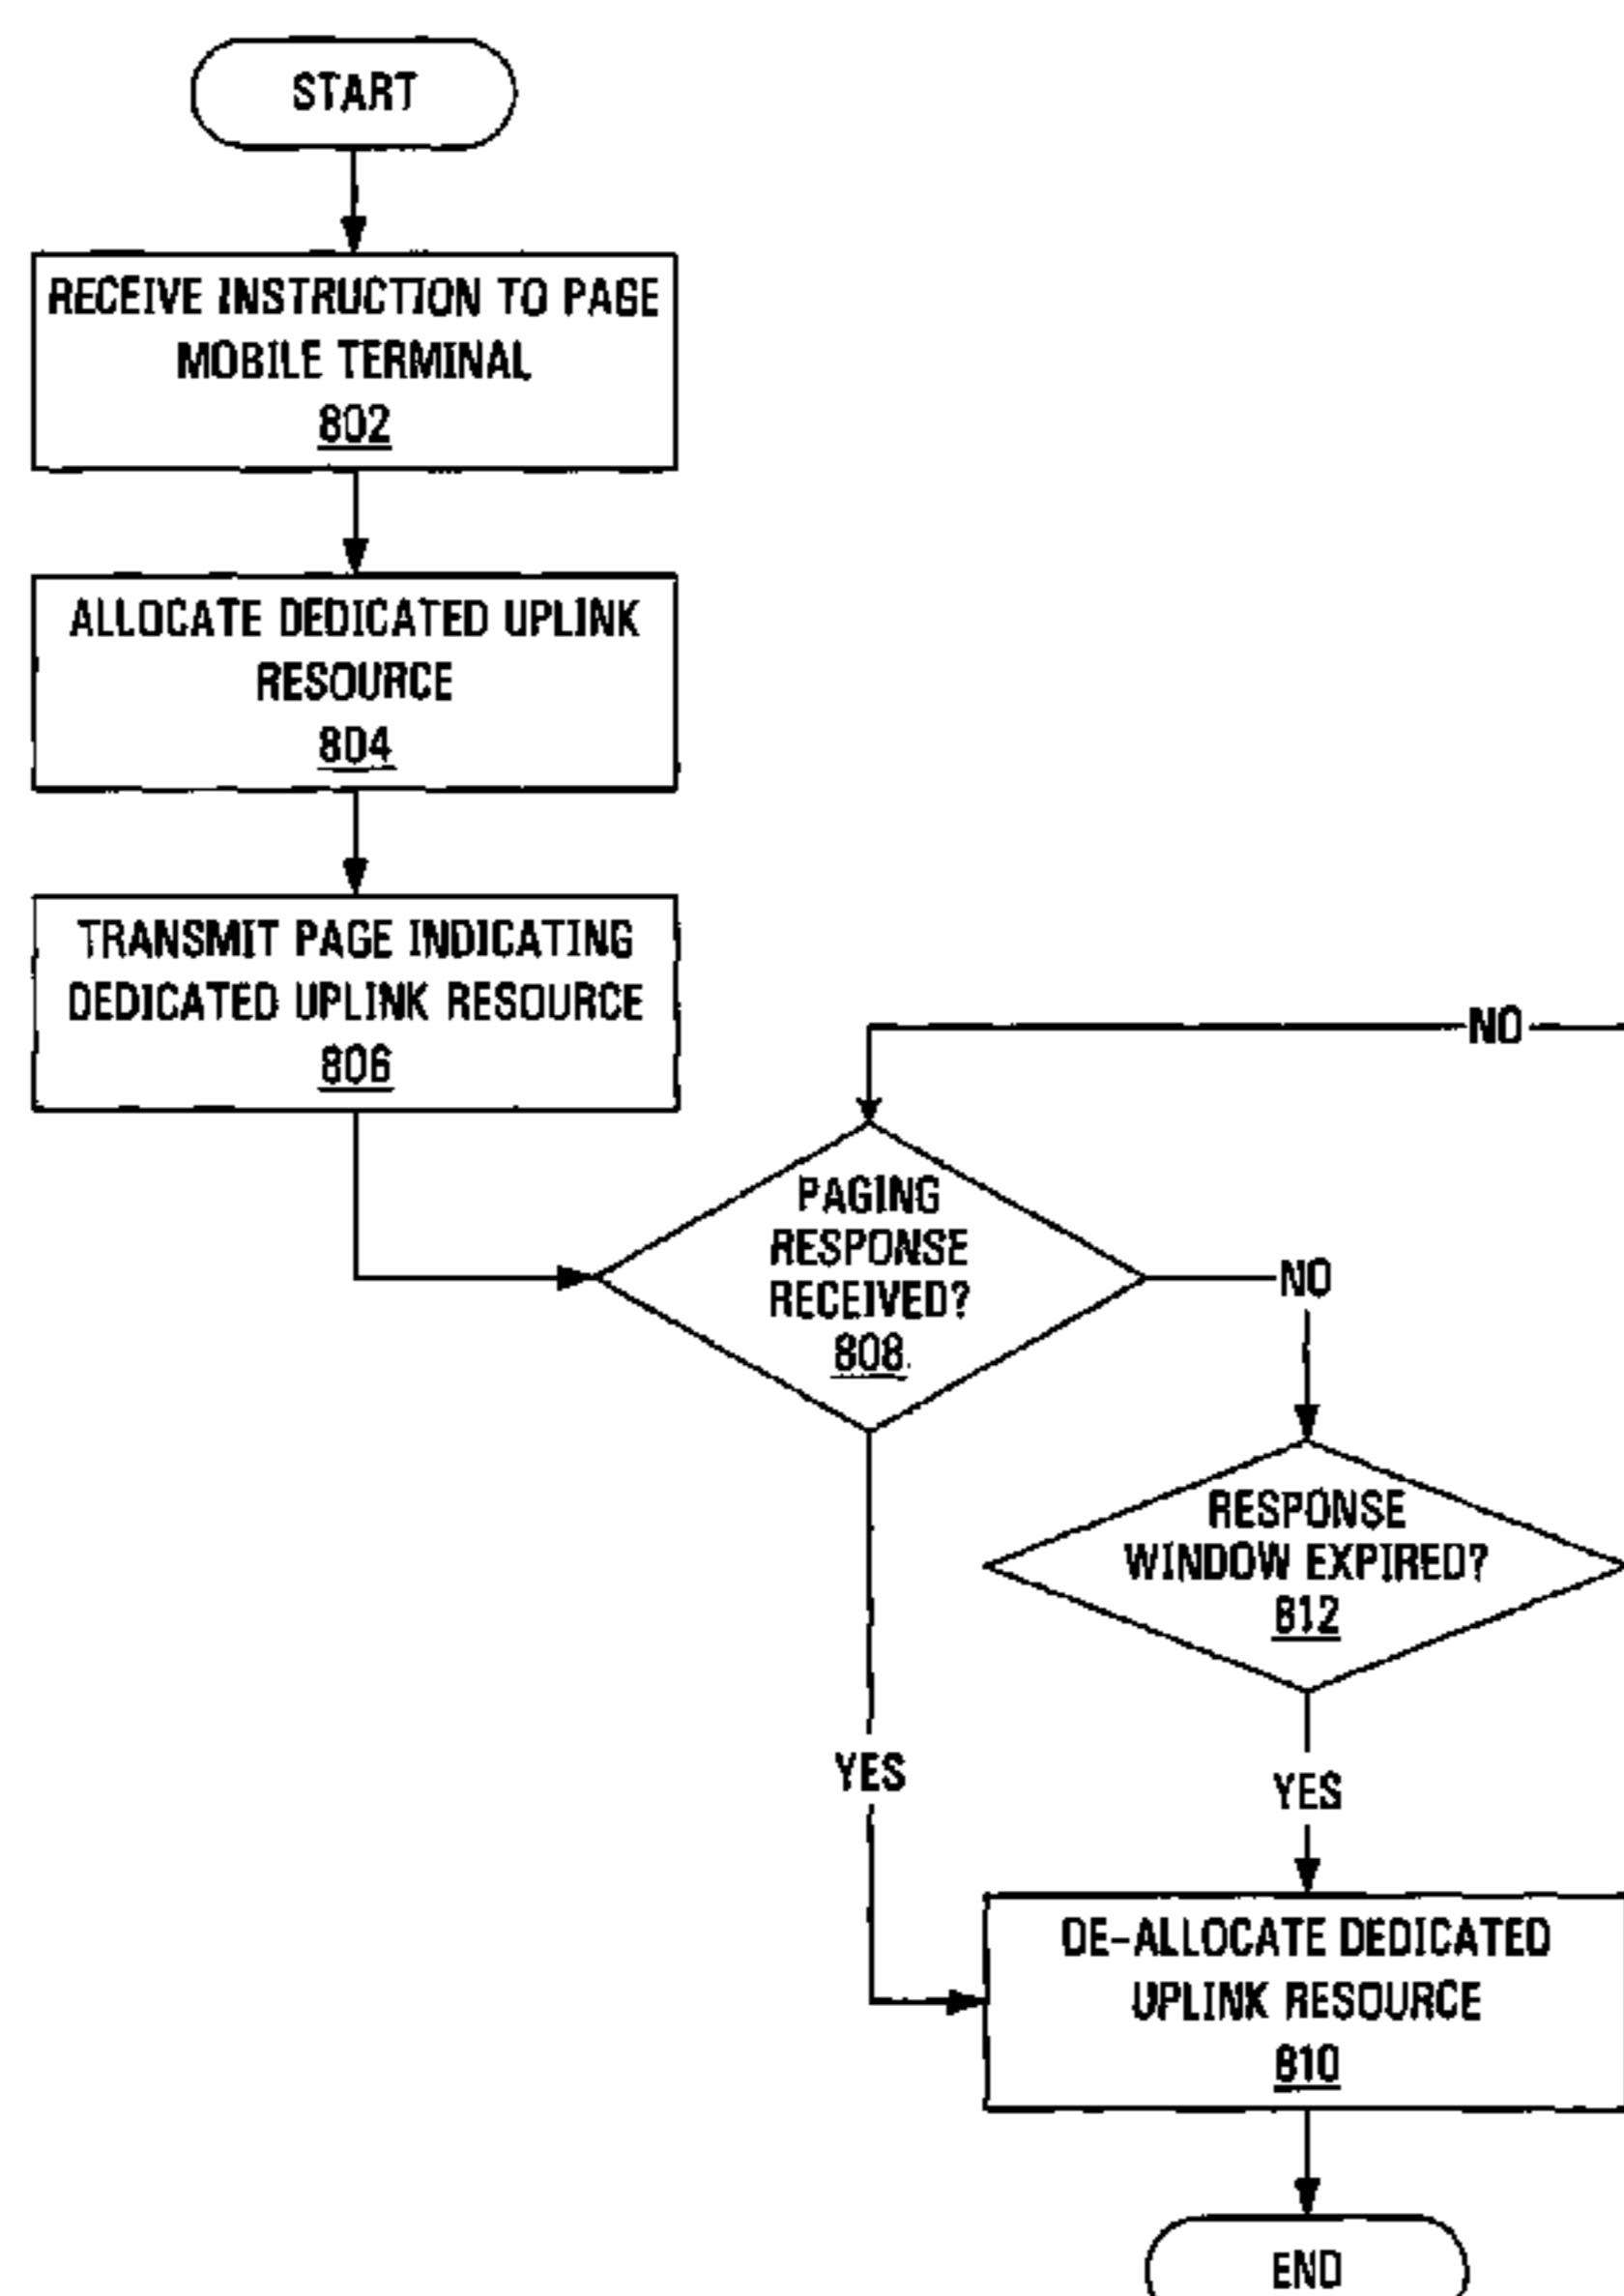 START
RECEIVE INSTRUCTION TO PAGE
MOBILE TERMINAL
802
ALLOCATE DEDICATED UPLINK
RESOURCE
804
TRANSMIT PAGE INDICATING
DEDICATED UPLINK RESOURCE
806
NO
PAGING
RESPONSE
RECEIVED?
808
NO
RESPONSE
WINDOW EXPIRED?
812
YES
YES
DE-ALLOCATE DEDICATED
UPLINK RESOURCE
810
END